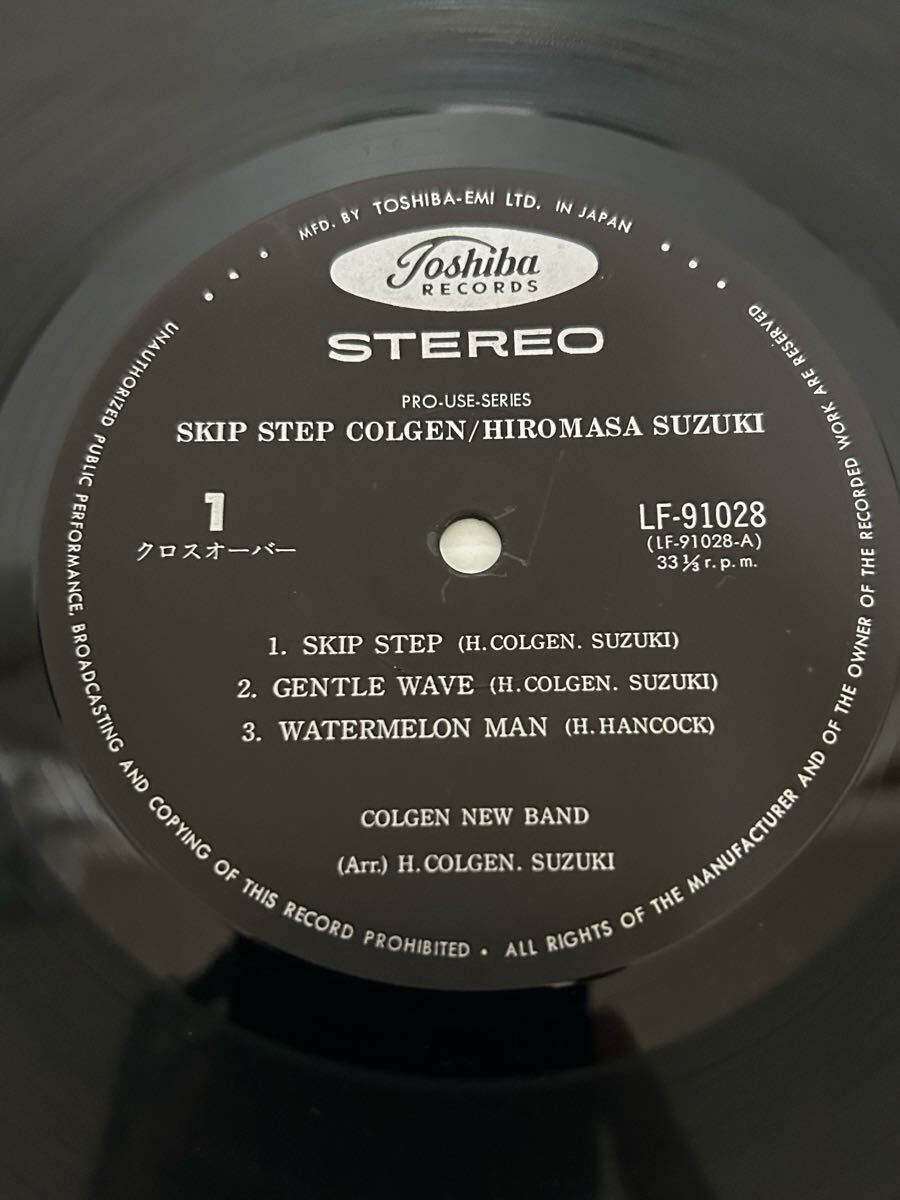 MFD. BY TOSHIBA-EMI LTD. IN JAPAN
Toshiba
RECORDS
STEREO
PRO-USE-SERIES
SKIP STEP COLGEN/HIROMASA SUZUKI
1
クロスオーバー
LF-91028
(LF-91028-A)
33 1/3 r.p.m.
1. SKIP STEP (H.COLGEN. SUZUKI)
2. GENTLE WAVE (H.COLGEN. SUZUKI)
3. WATERMELON MAN (H.HANCOCK)
COLGEN NEW BAND
(Arr.) H.COLGEN. SUZUKI
UNAUTHORIZED PUBLIC PERFORMANCE, BROADCASTING AND COPYING OF THIS RECORD PROHIBITED • ALL RIGHTS OF THE MANUFACTURER AND OF THE OWNER OF THE RECORDED WORK ARE RESERVED